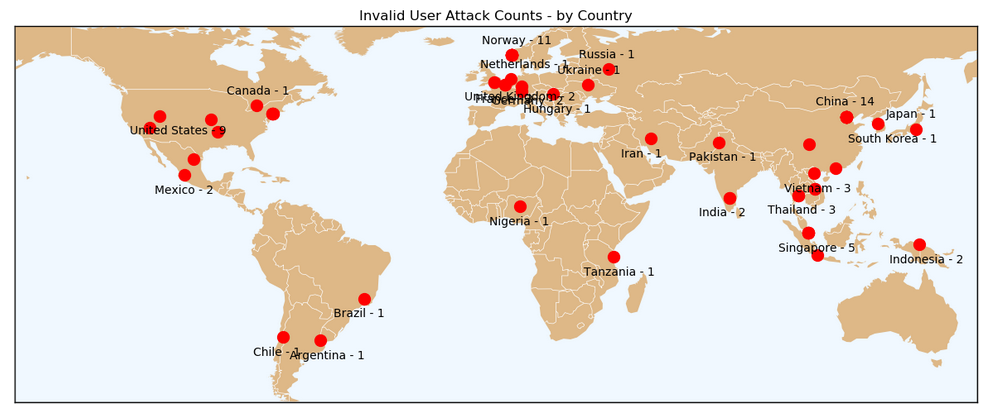 Invalid User Attack Counts - by Country
Norway - 11
Russia - 1
Netherlands - 1
Ukraine - 1
Canada - 1
United Kingdom - 2
Germany - 2
China - 14
Hungary - 1
Japan - 1
United States - 9
South Korea - 1
Iran - 1
Pakistan - 1
Mexico - 2
Vietnam - 3
Thailand - 3
India - 2
Nigeria - 1
Singapore - 5
Indonesia - 2
Tanzania - 1
Brazil - 1
Chile - 1
Argentina - 1